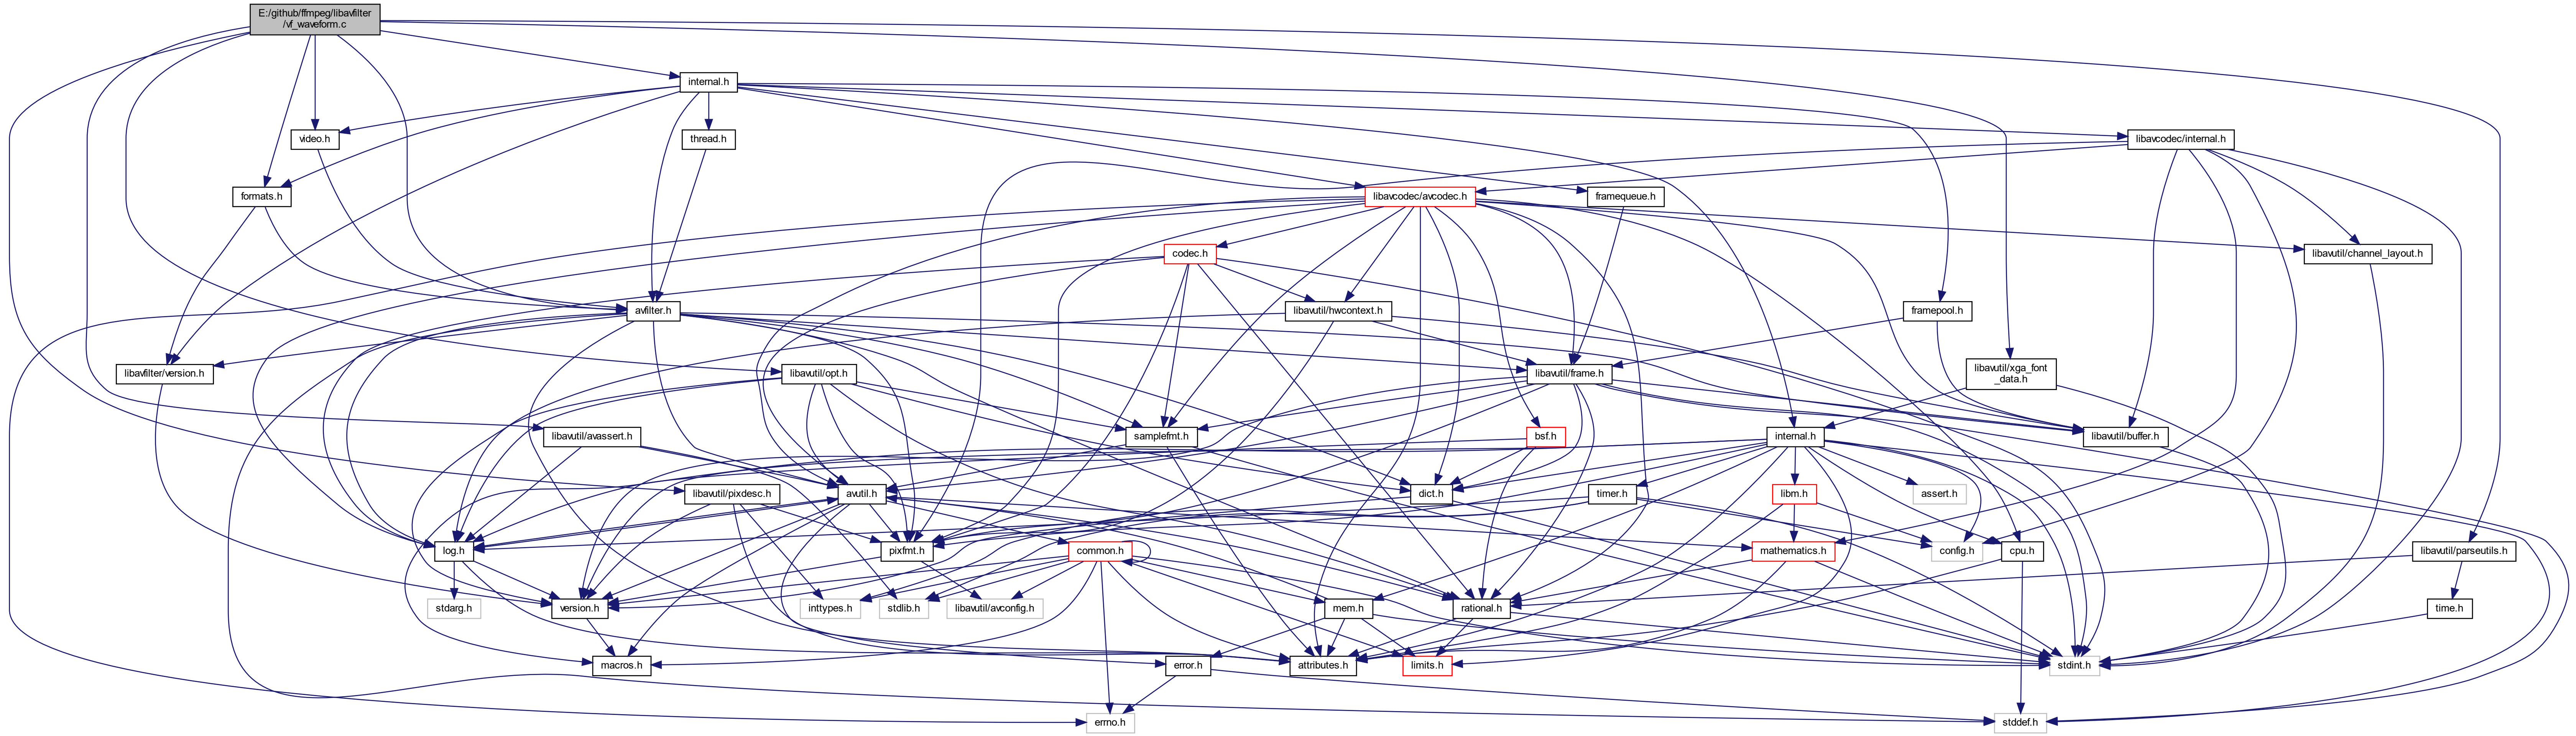 E:/github/ffmpeg/libavfilter
/vf_waveform.c
internal.h
video.h
thread.h
libavcodec/internal.h
formats.h
libavcodec/avcodec.h
framequeue.h
codec.h
libavutil/channel_layout.h
avfilter.h
libavutil/hwcontext.h
framepool.h
libavfilter/version.h
libavutil/opt.h
libavutil/frame.h
libavutil/xga_font
_data.h
libavutil/avassert.h
samplefmt.h
bsf.h
internal.h
libavutil/buffer.h
libavutil/pixdesc.h
avutil.h
dict.h
timer.h
libm.h
assert.h
log.h
pixfmt.h
common.h
mathematics.h
config.h
cpu.h
libavutil/parseutils.h
stdarg.h
version.h
inttypes.h
stdlib.h
libavutil/avconfig.h
mem.h
rational.h
time.h
macros.h
error.h
attributes.h
limits.h
stdint.h
errno.h
stddef.h